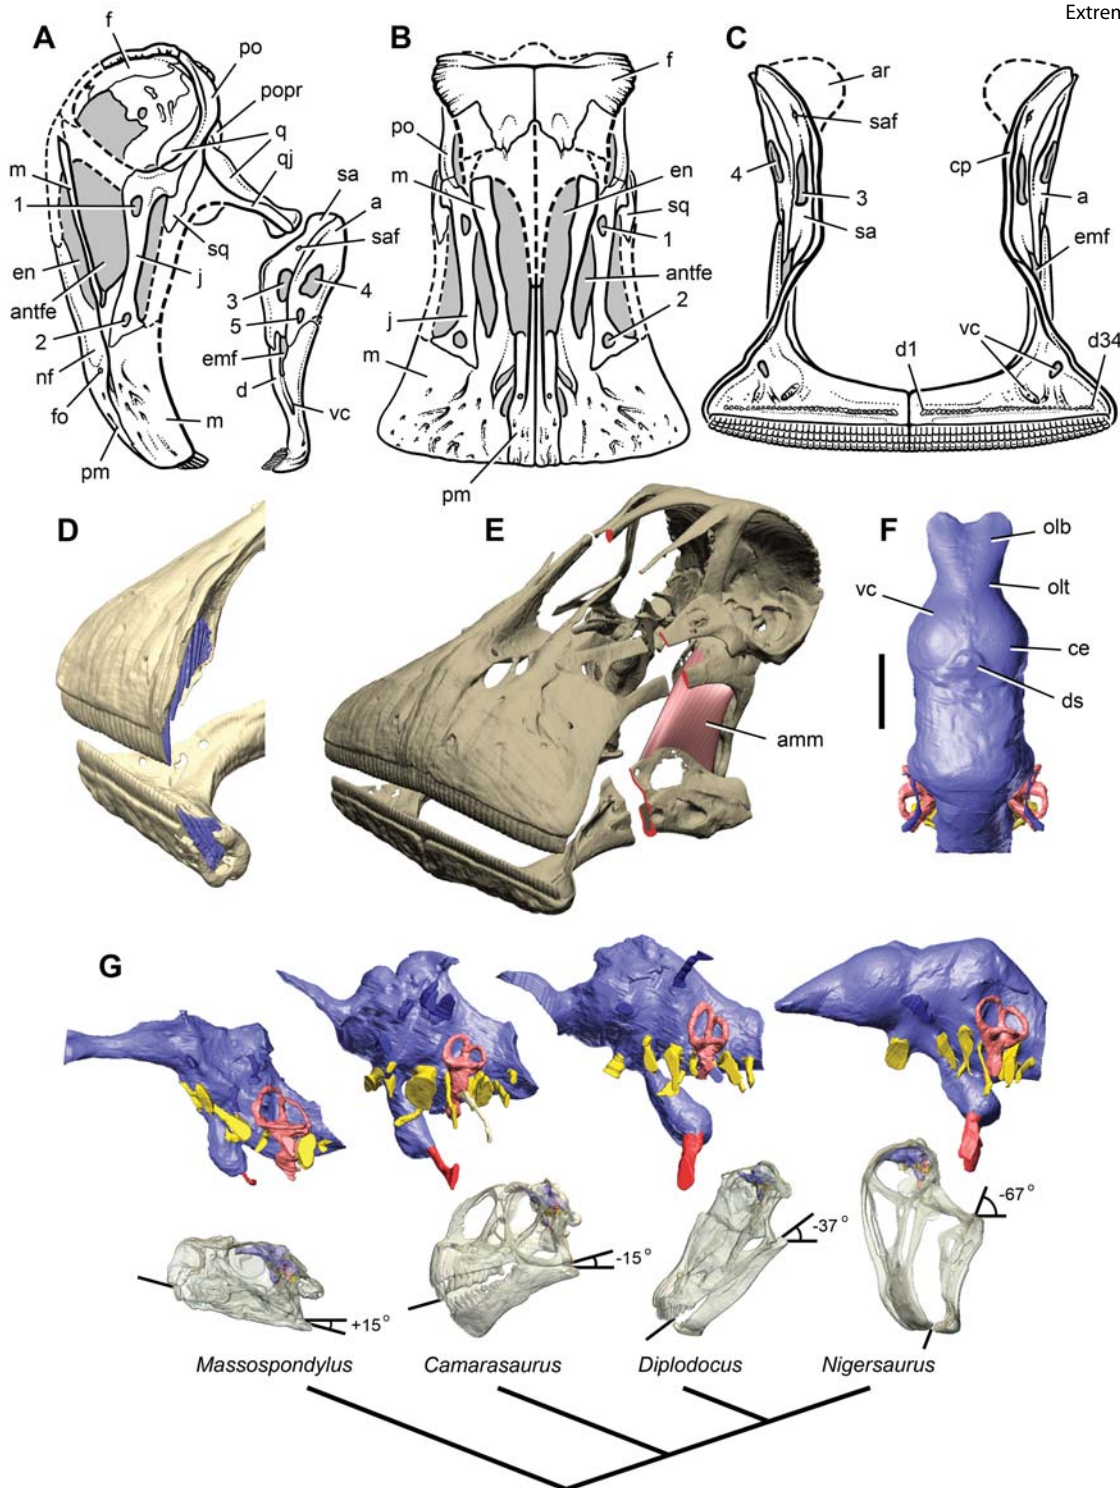 Extrem
A
f
po
popr
q
qj
m
1
sa
a
saf
sq
en
j
antfe
3
4
2
5
emf
nf
d
fo
m
vc
pm
B
f
po
m
en
sq
1
antfe
j
2
m
pm
C
ar
saf
4
cp
3
a
sa
emf
vc
d1
d34
D
E
amm
F
olb
olt
vc
ce
ds
G
+15°
-15°
-37°
-67°
Massospondylus Camarasaurus Diplodocus Nigersaurus